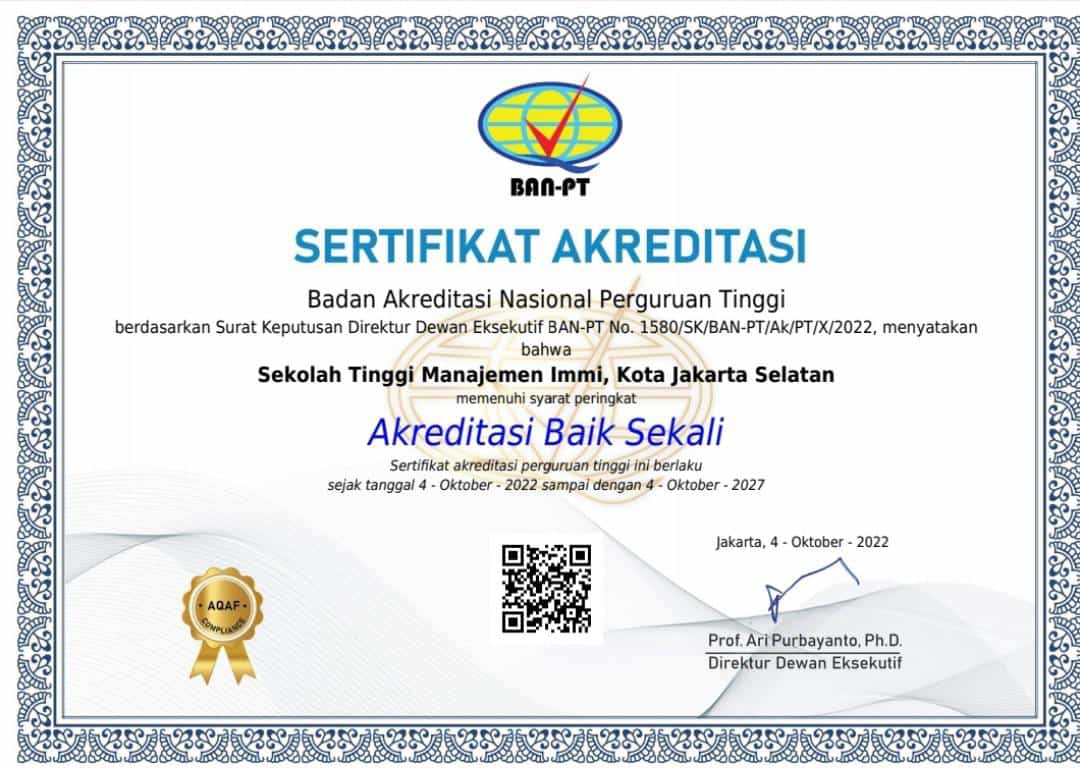 BAN-PT
SERTIFIKAT AKREDITASI
Badan Akreditasi Nasional Perguruan Tinggi
berdasarkan Surat Keputusan Direktur Dewan Eksekutif BAN-PT No. 1580/SK/BAN-PT/Ak/PT/X/2022, menyatakan
bahwa
Sekolah Tinggi Manajemen Immi, Kota Jakarta Selatan
memenuhi syarat peringkat
Akreditasi Baik Sekali
Sertifikat akreditasi perguruan tinggi ini berlaku
sejak tanggal 4 - Oktober - 2022 sampai dengan 4 - Oktober - 2027
Jakarta, 4 - Oktober - 2022
AQAF
COMPLIANCE
Prof. Ari Purbayanto, Ph.D.
Direktur Dewan Eksekutif